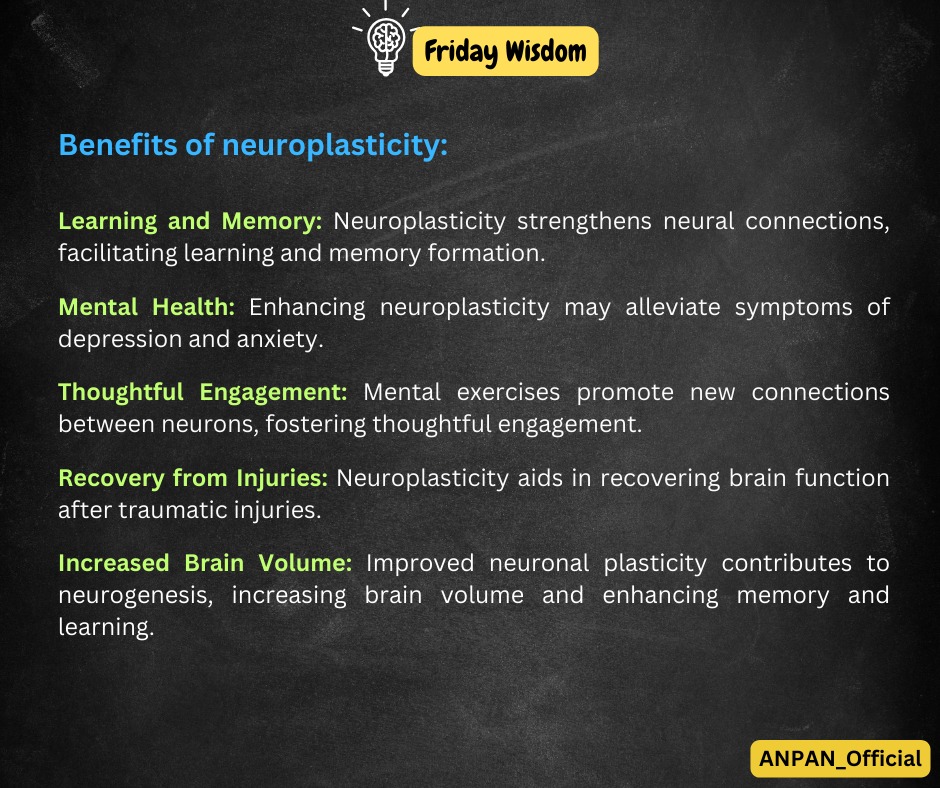 Friday Wisdom
Benefits of neuroplasticity:
Learning and Memory: Neuroplasticity strengthens neural connections,
facilitating learning and memory formation.
Mental Health: Enhancing neuroplasticity may alleviate symptoms of
depression and anxiety.
Thoughtful Engagement: Mental exercises promote new connections
between neurons, fostering thoughtful engagement.
Recovery from Injuries: Neuroplasticity aids in recovering brain function
after traumatic injuries.
Increased Brain Volume: Improved neuronal plasticity contributes to
neurogenesis, increasing brain volume and enhancing memory and
learning.
ANPAN_Official